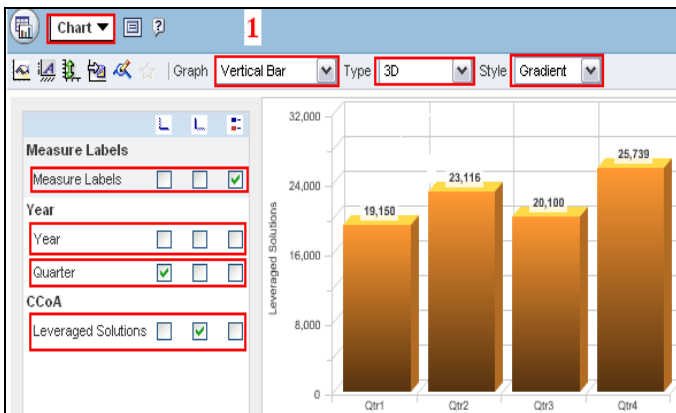 Chart ? 1
Graph Vertical Bar Type 3D Style Gradient
Measure Labels
Measure Labels
Year
Year
Quarter
CCoA
Leveraged Solutions
Leveraged Solutions
32,000
24,000
16,000
8,000
0
19,150
23,116
20,100
25,739
Qtr1 Qtr2 Qtr3 Qtr4